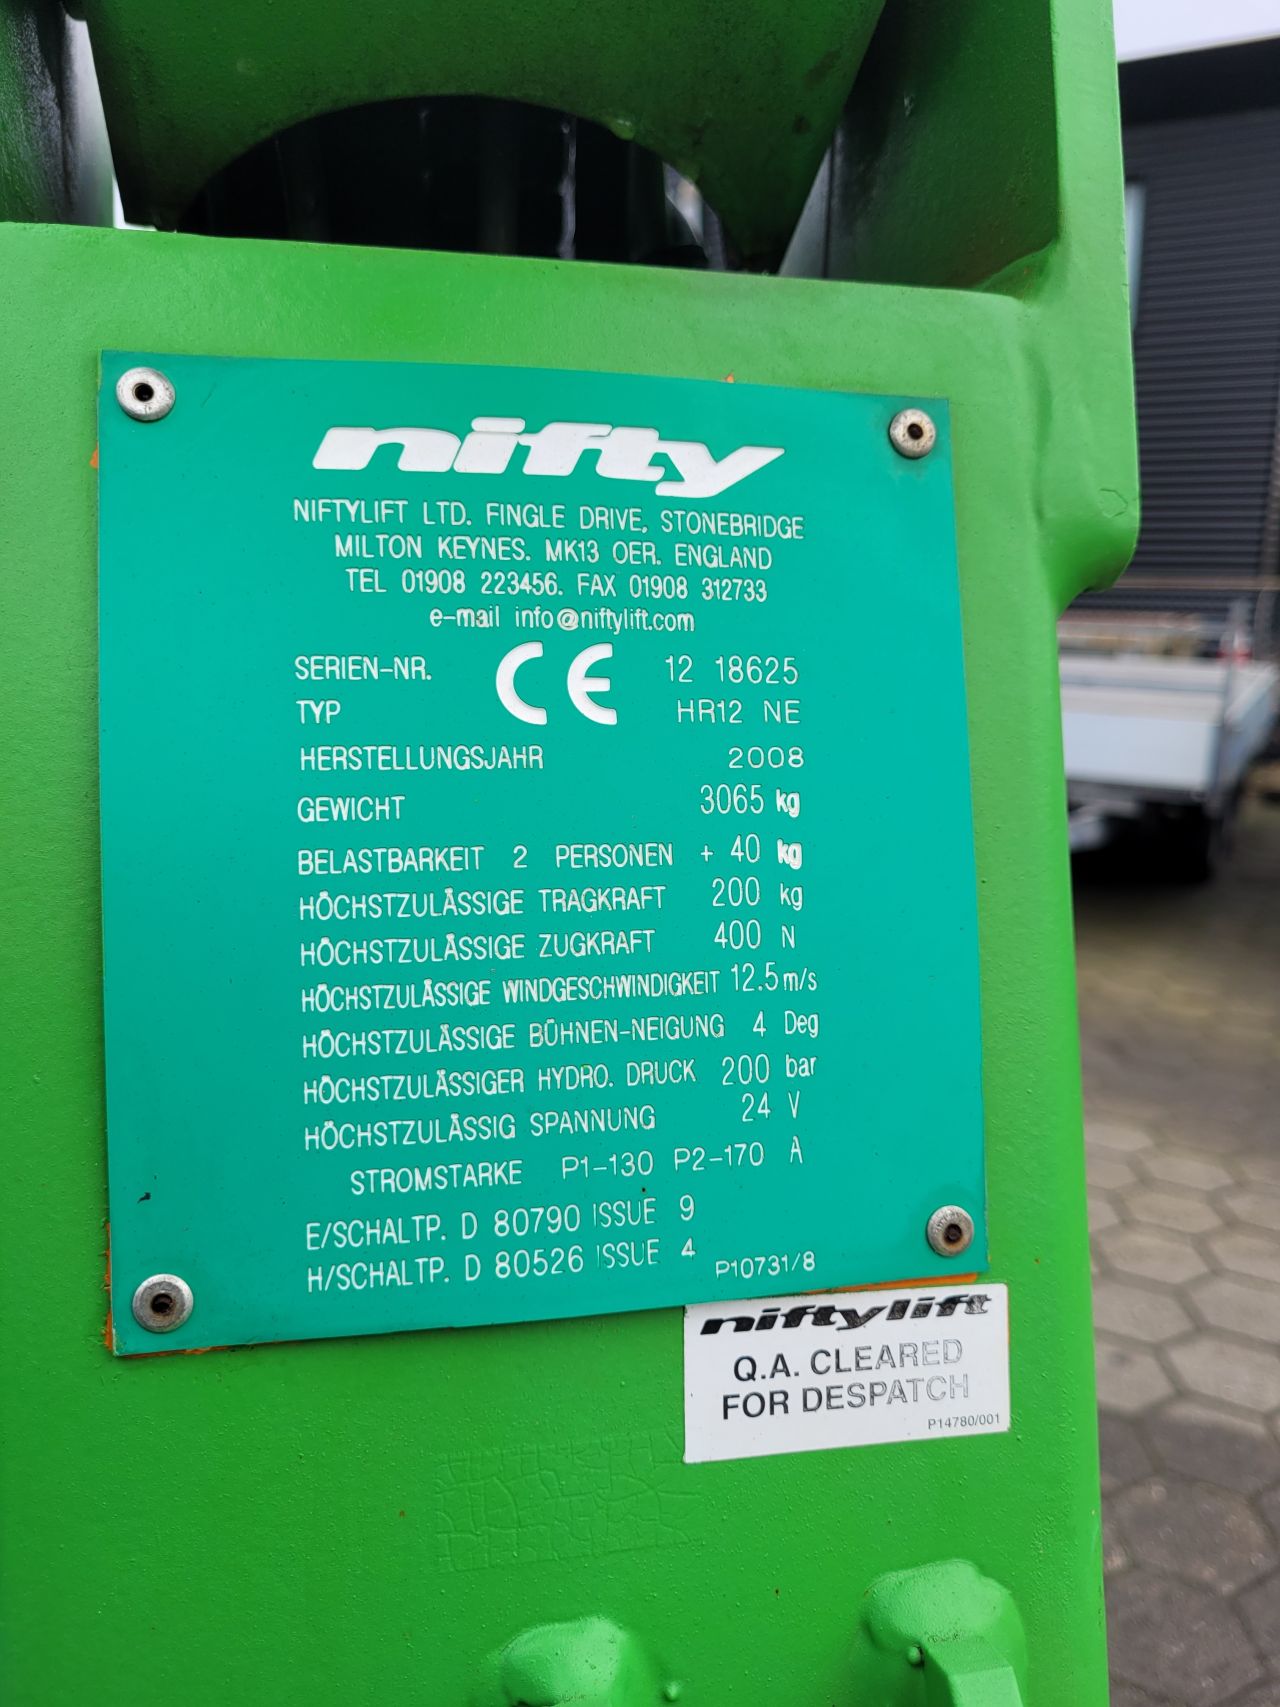 nifty
NIFTYLIFT LTD. FINGLE DRIVE, STONEBRIDGE
MILTON KEYNES. MK13 OER. ENGLAND
TEL 01908 223456. FAX 01908 312733
e-mail info@niftylift.com
SERIEN-NR. CE 12 18625
TYP HR12 NE
HERSTELLUNGSJAHR 2008
GEWICHT 3065 kg
BELASTBARKEIT 2 PERSONEN + 40 kg
HÖCHSTZULÄSSIGE TRAGKRAFT 200 kg
HÖCHSTZULÄSSIGE ZUGKRAFT 400 N
HÖCHSTZULÄSSIGE WINDGESCHWINDIGKEIT 12.5 m/s
HÖCHSTZULÄSSIGE BÜHNEN-NEIGUNG 4 Deg
HÖCHSTZULÄSSIGER HYDRO. DRUCK 200 bar
HÖCHSTZULÄSSIG SPANNUNG 24 V
STROMSTARKE P1-130 P2-170 A
E/SCHALTP. D 80790 ISSUE 9
H/SCHALTP. D 80526 ISSUE 4 P10731/8
niftylift
Q.A. CLEARED
FOR DESPATCH
P14780/001